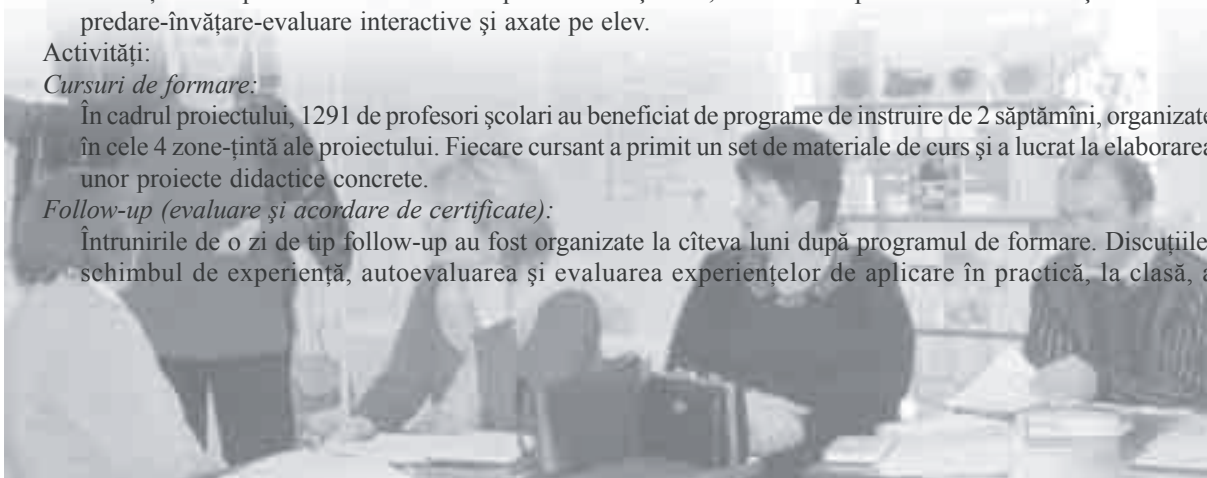 predare-învățare-evaluare interactive şi axate pe elev.
Activități:
Cursuri de formare:
În cadrul proiectului, 1291 de profesori şcolari au beneficiat de programe de instruire de 2 săptămîni, organizate
în cele 4 zone-țintă ale proiectului. Fiecare cursant a primit un set de materiale de curs şi a lucrat la elaborarea
unor proiecte didactice concrete.
Follow-up (evaluare şi acordare de certificate):
Întrunirile de o zi de tip follow-up au fost organizate la cîteva luni după programul de formare. Discuțiile
schimbul de experiență, autoevaluarea şi evaluarea experiențelor de aplicare în practică, la clasă, a